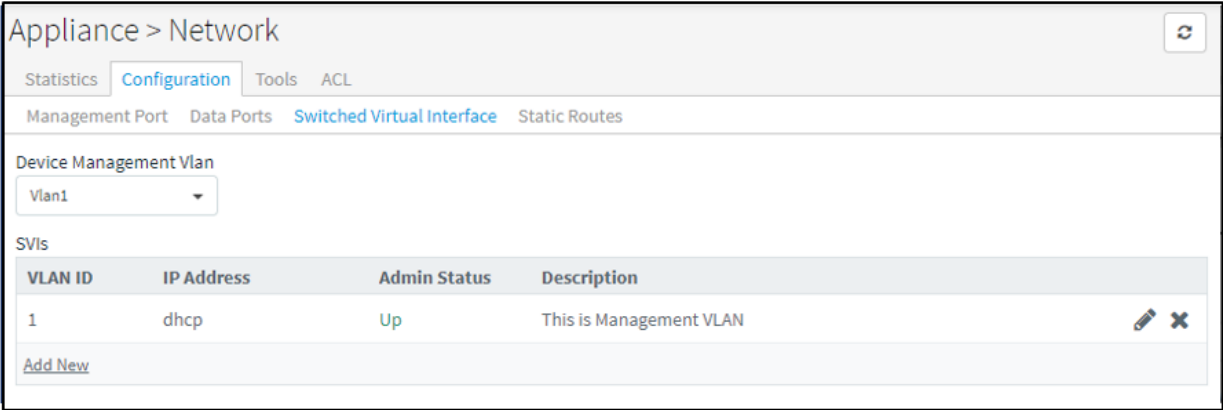 Appliance > Network
Statistics Configuration Tools ACL
Management Port Data Ports Switched Virtual Interface Static Routes
Device Management Vlan
Vlan1
SVIs
VLAN ID IP Address Admin Status Description
1 dhcp Up This is Management VLAN
Add New